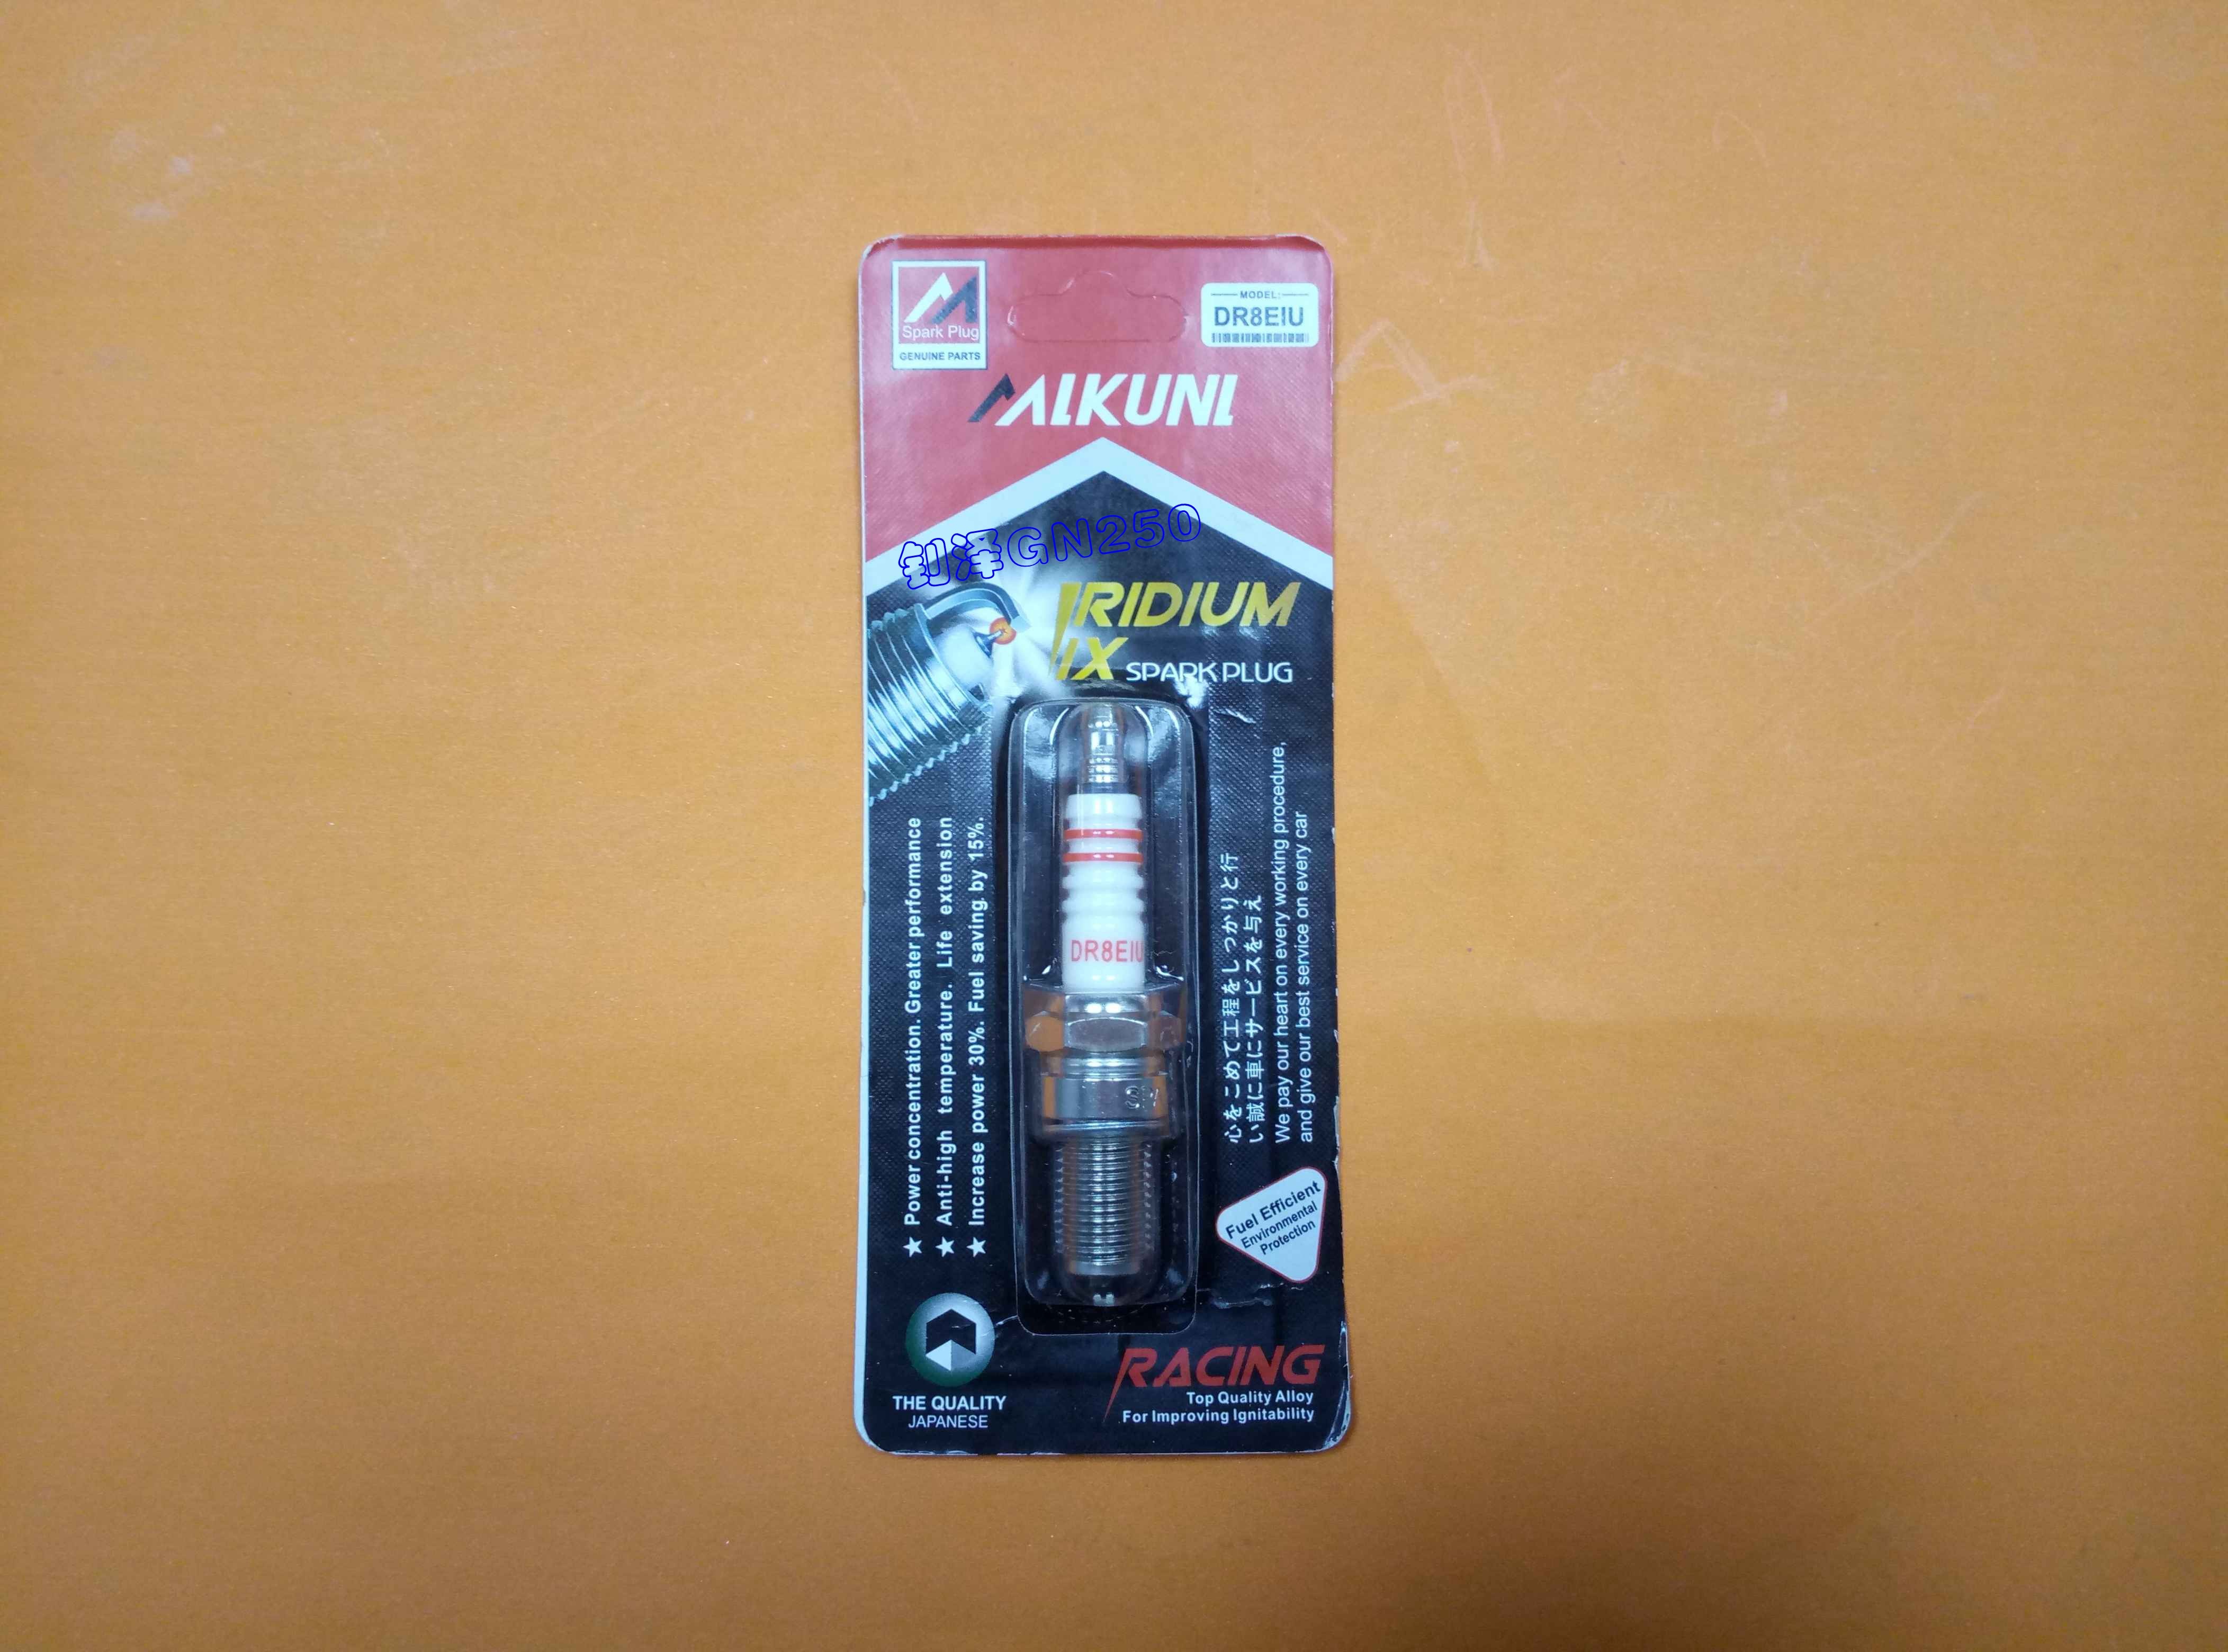 Spark Plug
GENUINE PARTS
MODEL:
DR8EIU
MLKUNL
钊泽GN250
IRIDIUM
IX SPARK PLUG
★ Power concentration. Greater performance
★ Anti-high temperature. Life extension
★ Increase power 30%. Fuel saving by 15%.
DR8EIU
心をこめて工程をしっかりと行
い誠に車にサービスを与え
We pay our heart on every working procedure,
and give our best service on every car
Fuel Efficient
Environmental
Protection
THE QUALITY
JAPANESE
RACING
Top Quality Alloy
For Improving Ignitability